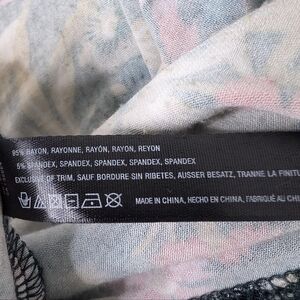 95% RAYON, RAYONNE, RAYÓN, RAYON, REYON
5% SPANDEX, SPANDEX, SPANDEX, SPANDEX, SPANDEX
EXCLUSIVE OF TRIM, SAUF BORDURE SIN RIBETES, AUSSER BESATZ, TRANNE LA FINITU
MADE IN CHINA, HECHO EN CHINA, FABRIQUÉ AU CHI